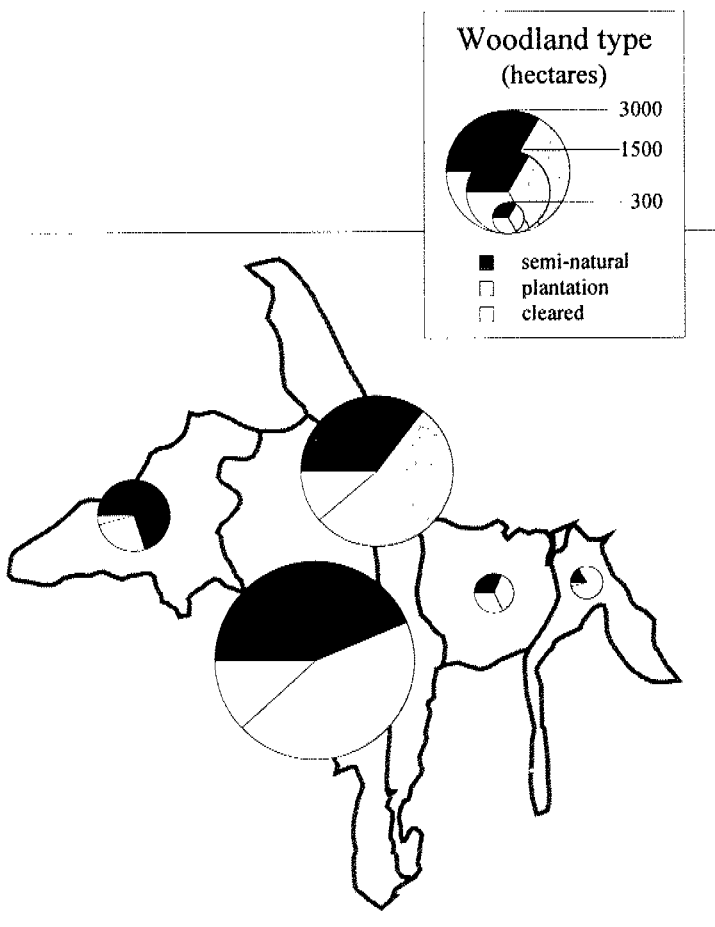 Woodland type
(hectares)
3000
1500
300
semi-natural
plantation
cleared